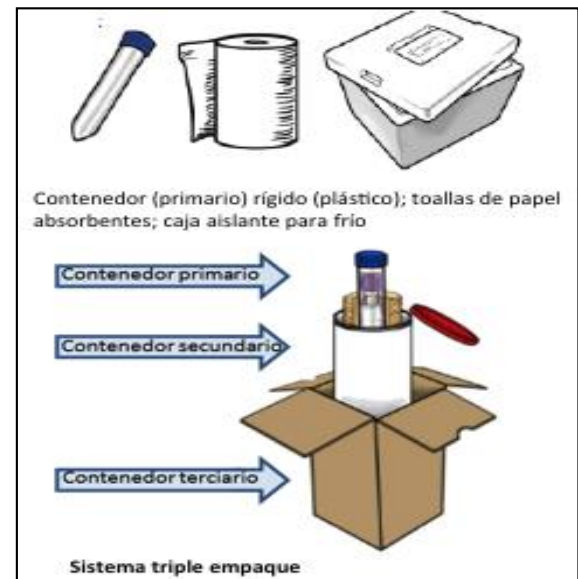 Contenedor (primario) rígido (plástico); toallas de papel
absorbentes; caja aislante para frío
Contenedor primario
Contenedor secundario
Contenedor terciario
Sistema triple empaque